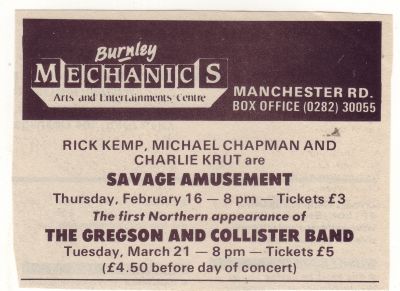 Burnley
MECHANICS
Arts and Entertainments Centre
MANCHESTER RD.
BOX OFFICE (0282) 30055
RICK KEMP, MICHAEL CHAPMAN AND
CHARLIE KRUT are
SAVAGE AMUSEMENT
Thursday, February 16 — 8 pm — Tickets £3
The first Northern appearance of
THE GREGSON AND COLLISTER BAND
Tuesday, March 21 — 8 pm — Tickets £5
(£4.50 before day of concert)